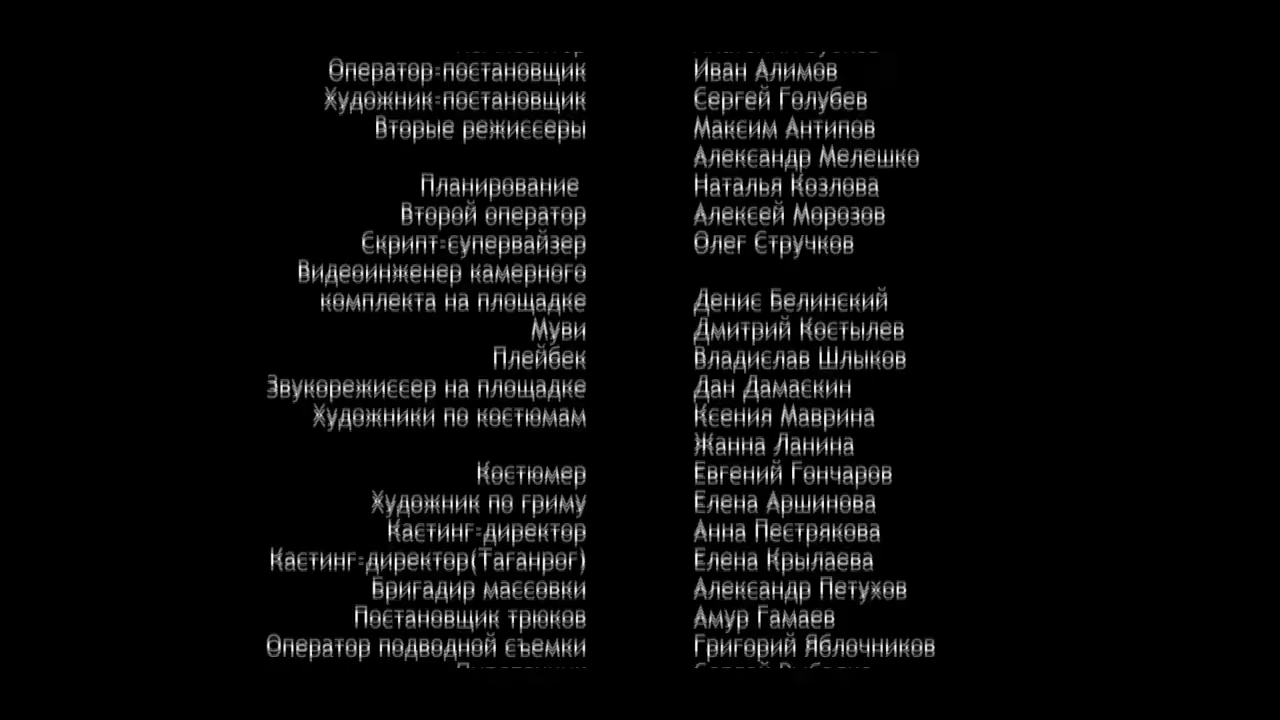 Оператор-постановщик Иван Алимов
Художник-постановщик Сергей Голубев
Вторые режиссеры Максим Антипов
Александр Мелешко
Планирование Наталья Козлова
Второй оператор Алексей Морозов
Скрипт-супервайзер Олег Стручков
Видеоинженер камерного
комплекта на площадке Денис Белинский
Муви Дмитрий Костылев
Плейбек Владислав Шлыков
Звукорежиссер на площадке Дан Дамаскин
Художники по костюмам Ксения Маврина
Жанна Ланина
Костюмер Евгений Гончаров
Художник по гриму Елена Аршинова
Кастинг-директор Анна Пестрякова
Кастинг-директор(Таганрог) Елена Крылаева
Бригадир массовки Александр Петухов
Постановщик трюков Амур Гамаев
Оператор подводной съемки Григорий Яблочников